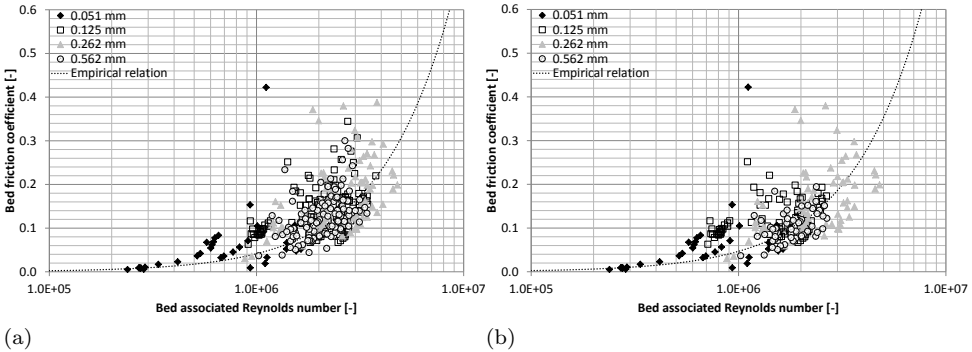 0.6
0.5
0.4
0.3
0.2
0.1
0.0
Bed friction coefficient [-]
0.051 mm
0.125 mm
0.262 mm
0.562 mm
Empirical relation
1.0E+05
1.0E+06
1.0E+07
Bed associated Reynolds number [-]
(a)
0.6
0.5
0.4
0.3
0.2
0.1
0.0
Bed friction coefficient [-]
0.051 mm
0.125 mm
0.262 mm
0.562 mm
Empirical relation
1.0E+05
1.0E+06
1.0E+07
Bed associated Reynolds number [-]
(b)